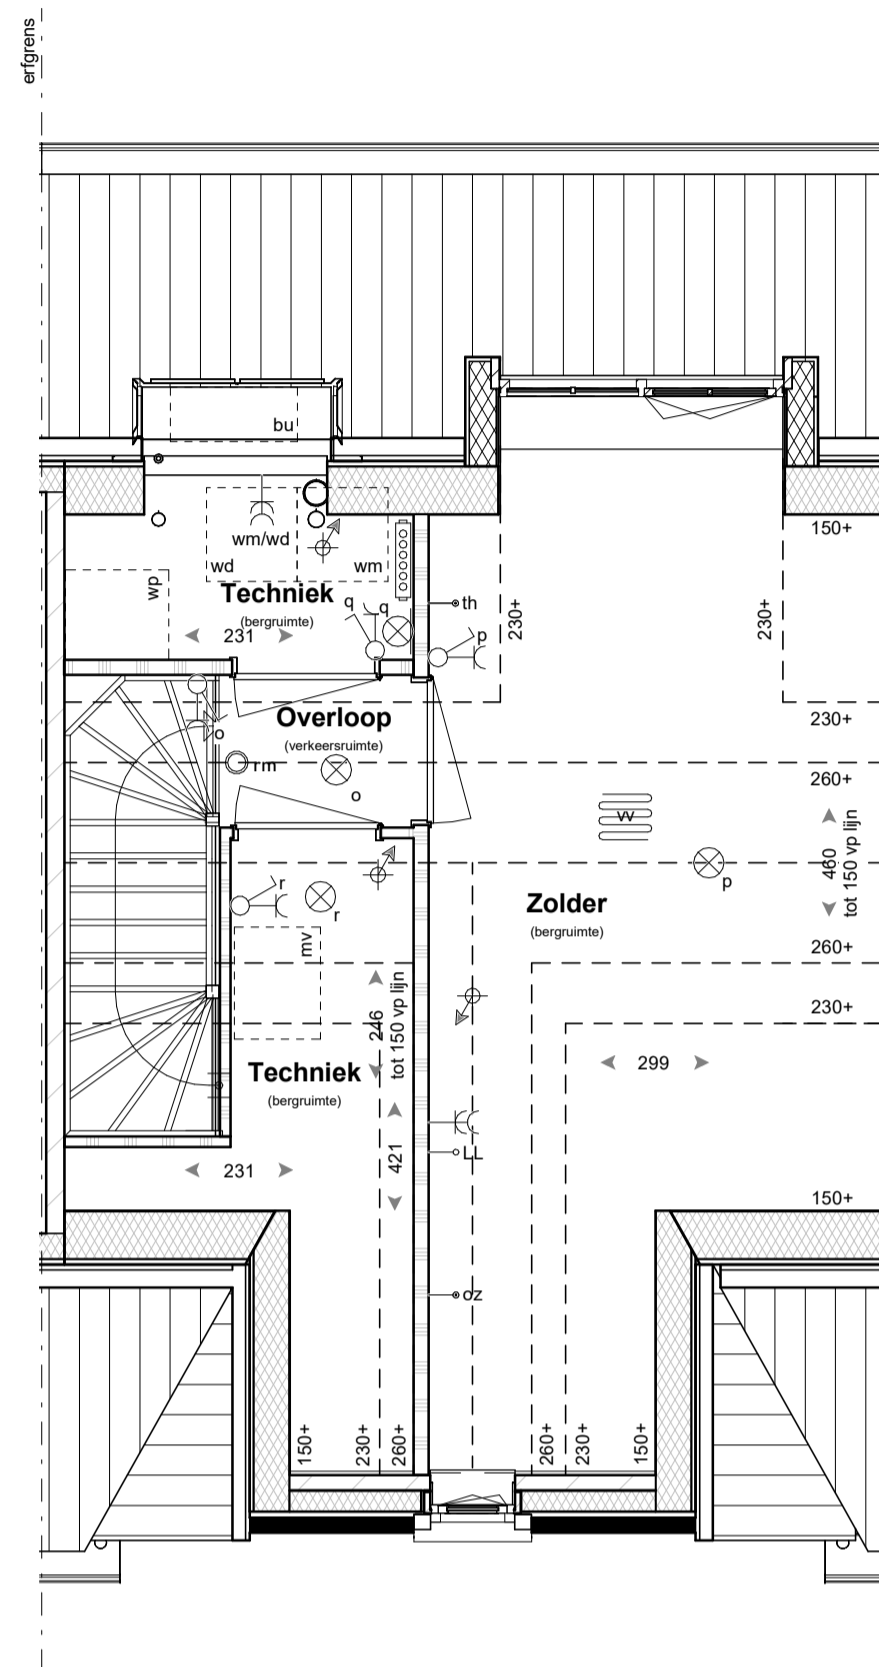 erfgrens
bu
wm/wd
wd
wm
wp
Techniek
(bergruimte)
231
q
q
th
p
230+
230+
150+
Overloop
(verkeersruimte)
o
rm
o
230+
260+
vv
460
tot 150 vp lijn
p
Zolder
(bergruimte)
r
r
mv
246
tot 150 vp lijn
260+
230+
299
Techniek
(bergruimte)
421
LL
231
150+
oz
150+
230+
260+
260+
230+
150+